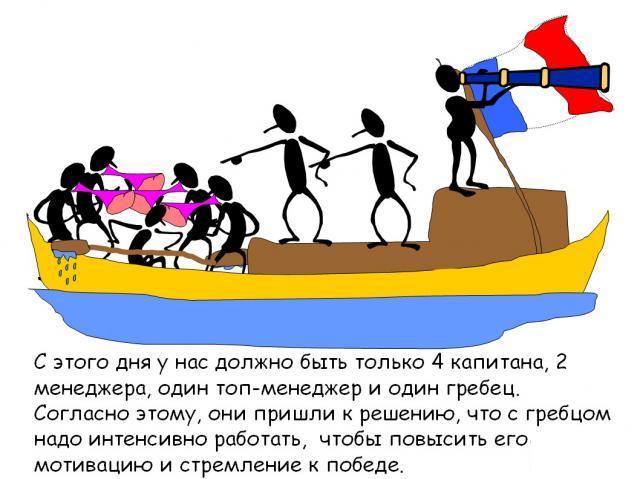 С этого дня у нас должно быть только 4 капитана, 2
менеджера, один топ-менеджер и один гребец.
Согласно этому, они пришли к решению, что с гребцом
надо интенсивно работать, чтобы повысить его
мотивацию и стремление к победе.